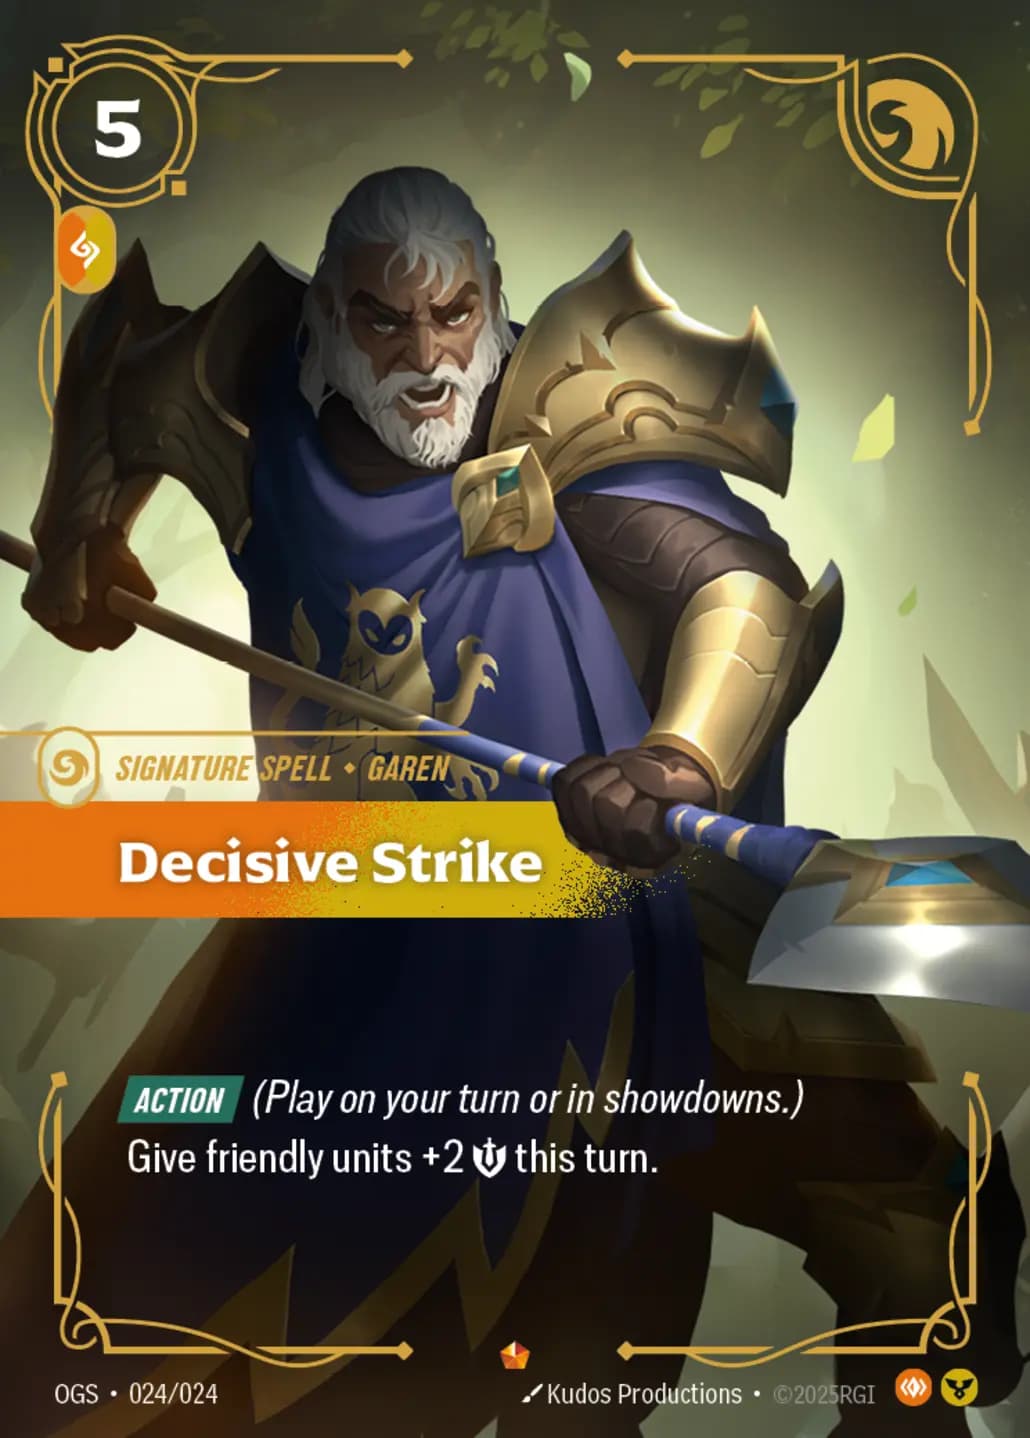 5
SIGNATURE SPELL • GAREN
Decisive Strike
ACTION (Play on your turn or in showdowns.)
Give friendly units +2 this turn.
OGS • 024/024
Kudos Productions • ©2025RGI